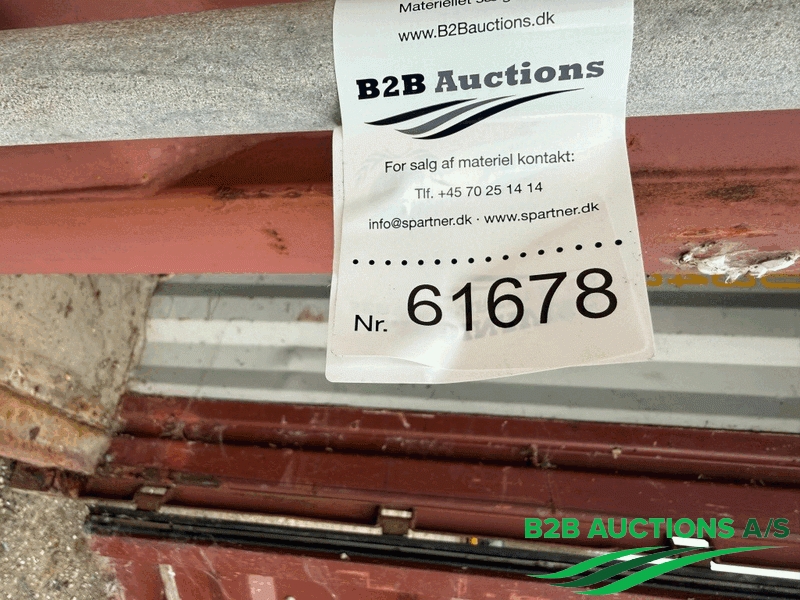 www.B2Bauctions.dk
B2B Auctions
For salg af materiel kontakt:
Tlf. +45 70 25 14 14
info@spartner.dk · www.spartner.dk
Nr. 61678
B2B AUCTIONS A/S